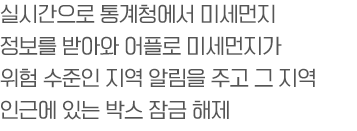 실시간으로 통계청에서 미세먼지
정보를 받아와 어플로 미세먼지가
위험 수준인 지역 알림을 주고 그 지역
인근에 있는 박스 잠금 해제